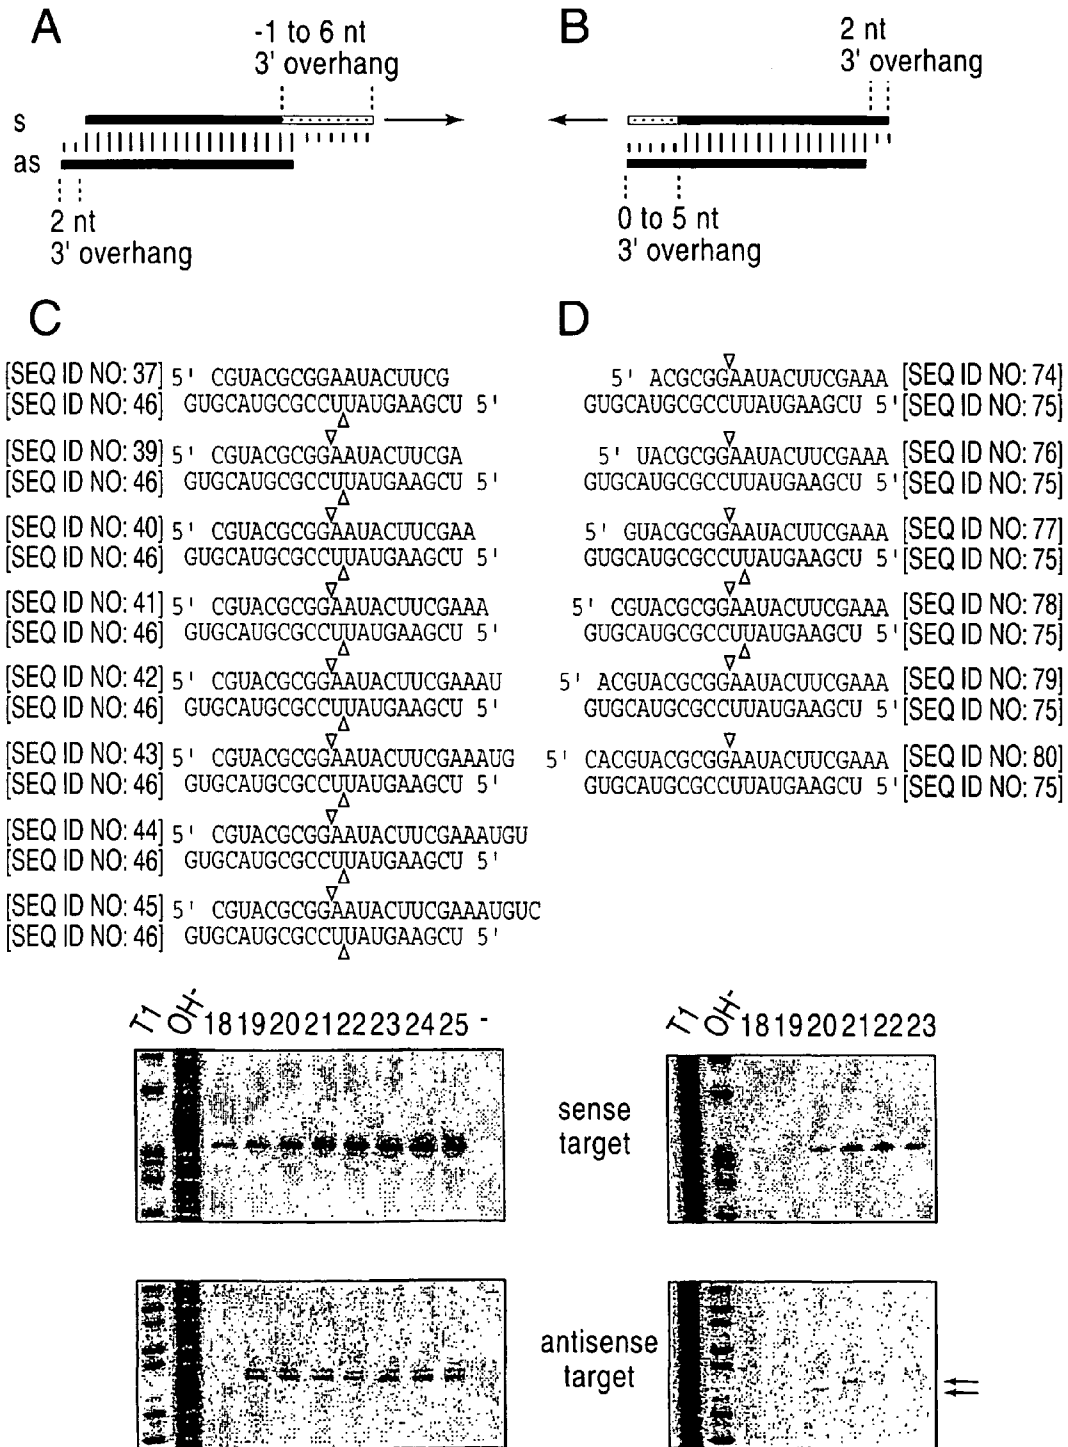 A
-1 to 6 nt
3' overhang
s
as
2 nt
3' overhang
B
2 nt
3' overhang
0 to 5 nt
3' overhang
C
[SEQ ID NO: 37] 5' CGUACGCGGAAUACUUCG
[SEQ ID NO: 46] GUGCAUGCGCCUUAUGAAGCU 5'
[SEQ ID NO: 39] 5' CGUACGCGGAAUACUUCGA
[SEQ ID NO: 46] GUGCAUGCGCCUUAUGAAGCU 5'
[SEQ ID NO: 40] 5' CGUACGCGGAAUACUUCGAA
[SEQ ID NO: 46] GUGCAUGCGCCUUAUGAAGCU 5'
[SEQ ID NO: 41] 5' CGUACGCGGAAUACUUCGAAA
[SEQ ID NO: 46] GUGCAUGCGCCUUAUGAAGCU 5'
[SEQ ID NO: 42] 5' CGUACGCGGAAUACUUCGAAAU
[SEQ ID NO: 46] GUGCAUGCGCCUUAUGAAGCU 5'
[SEQ ID NO: 43] 5' CGUACGCGGAAUACUUCGAAAUG
[SEQ ID NO: 46] GUGCAUGCGCCUUAUGAAGCU 5'
[SEQ ID NO: 44] 5' CGUACGCGGAAUACUUCGAAAUGU
[SEQ ID NO: 46] GUGCAUGCGCCUUAUGAAGCU 5'
[SEQ ID NO: 45] 5' CGUACGCGGAAUACUUCGAAAUGUC
[SEQ ID NO: 46] GUGCAUGCGCCUUAUGAAGCU 5'
D
5' ACGCGGAAUACUUCGAAA [SEQ ID NO: 74]
GUGCAUGCGCCUUAUGAAGCU 5' [SEQ ID NO: 75]
5' UACGCGGAAUACUUCGAAA [SEQ ID NO: 76]
GUGCAUGCGCCUUAUGAAGCU 5' [SEQ ID NO: 75]
5' GUACGCGGAAUACUUCGAAA [SEQ ID NO: 77]
GUGCAUGCGCCUUAUGAAGCU 5' [SEQ ID NO: 75]
5' CGUACGCGGAAUACUUCGAAA [SEQ ID NO: 78]
GUGCAUGCGCCUUAUGAAGCU 5' [SEQ ID NO: 75]
5' ACGUACGCGGAAUACUUCGAAA [SEQ ID NO: 79]
GUGCAUGCGCCUUAUGAAGCU 5' [SEQ ID NO: 75]
5' CACGUACGCGGAAUACUUCGAAA [SEQ ID NO: 80]
GUGCAUGCGCCUUAUGAAGCU 5' [SEQ ID NO: 75]
T1 OH- 18 19 20 21 22 23 24 25 -
T1 OH- 18 19 20 21 22 23
sense
target
antisense
target